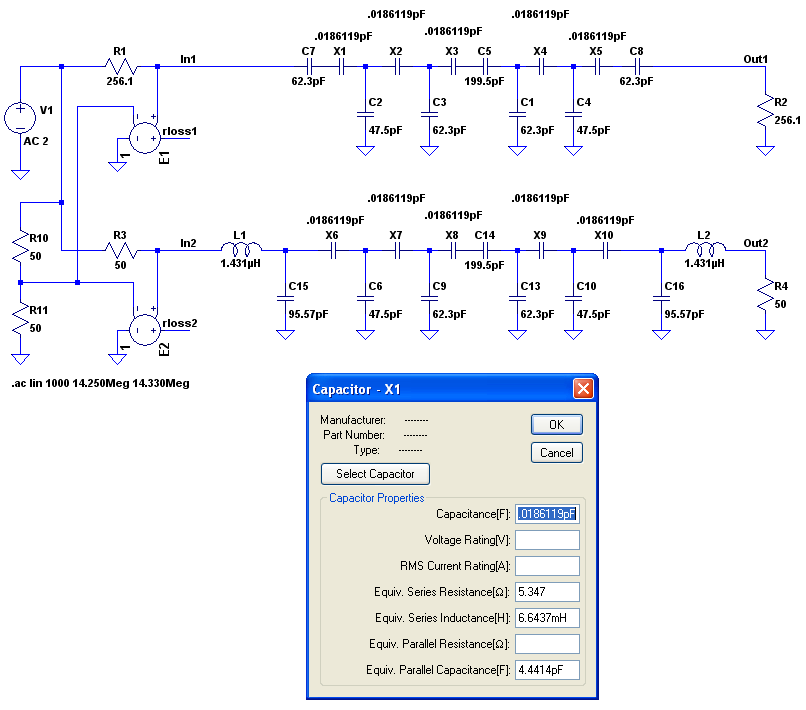 .0186119pF .0186119pF
.0186119pF .0186119pF .0186119pF
R1 In1 C7 X1 X2 X3 C5 X4 X5 C8 Out1
256.1 62.3pF 199.5pF 62.3pF
V1 C2 C3 C1 C4 R2
AC 2 47.5pF 62.3pF 62.3pF 47.5pF 256.1
rloss1
1 E1
.0186119pF .0186119pF
.0186119pF .0186119pF .0186119pF
R10 R3 In2 L1 X6 X7 X8 C14 X9 X10 L2 Out2
50 50 1.431µH 199.5pF 1.431µH
C15 C6 C9 C13 C10 C16 R4
R11 95.57pF 47.5pF 62.3pF 62.3pF 47.5pF 95.57pF 50
50 rloss2
1 E2
.ac lin 1000 14.250Meg 14.330Meg
Capacitor - X1
Manufacturer: --------
Part Number: --------
Type: --------
OK
Cancel
Select Capacitor
Capacitor Properties
Capacitance[F]: .0186119pF
Voltage Rating[V]:
RMS Current Rating[A]:
Equiv. Series Resistance[Ω]: 5.347
Equiv. Series Inductance[H]: 6.6437mH
Equiv. Parallel Resistance[Ω]:
Equiv. Parallel Capacitance[F]: 4.4414pF